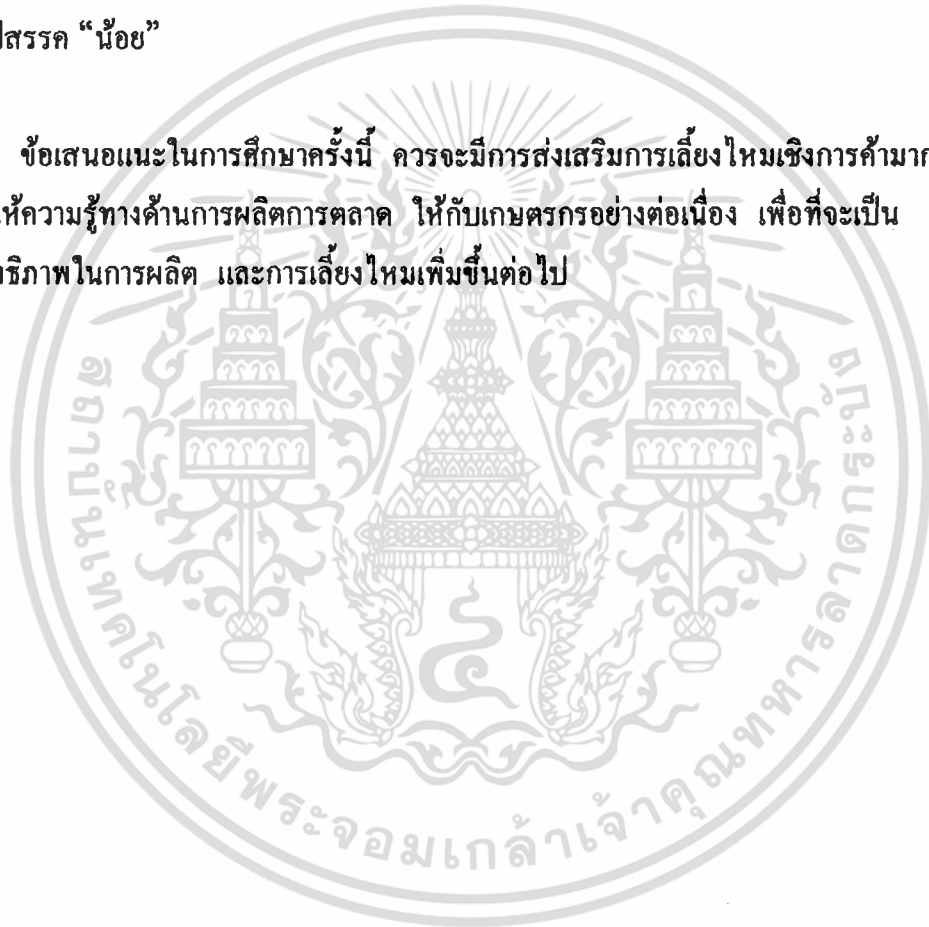 ปสรรค “น้อย”
ข้อเสนอแนะในการศึกษาครั้งนี้ ควรจะมีการส่งเสริมการเลี้ยงไหมเชิงการค้ามาก
ให้ความรู้ทางด้านการผลิตการตลาด ให้กับเกษตรกรอย่างต่อเนื่อง เพื่อที่จะเป็น
ทธิภาพในการผลิต และการเลี้ยงไหมเพิ่มขึ้นต่อไป
สถาบันเทคโนโลยีพระจอมเกล้าเจ้าคุณทหารลาดกระบัง